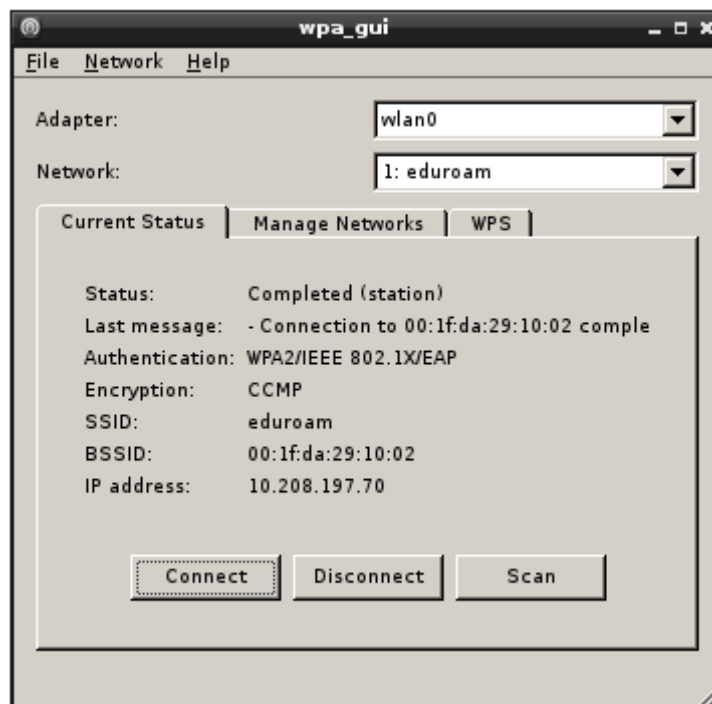 wpa_gui
File Network Help
Adapter: wlan0
Network: 1: eduroam
Current Status Manage Networks WPS
Status: Completed (station)
Last message: - Connection to 00:1f:da:29:10:02 comple
Authentication: WPA2/IEEE 802.1X/EAP
Encryption: CCMP
SSID: eduroam
BSSID: 00:1f:da:29:10:02
IP address: 10.208.197.70
Connect Disconnect Scan